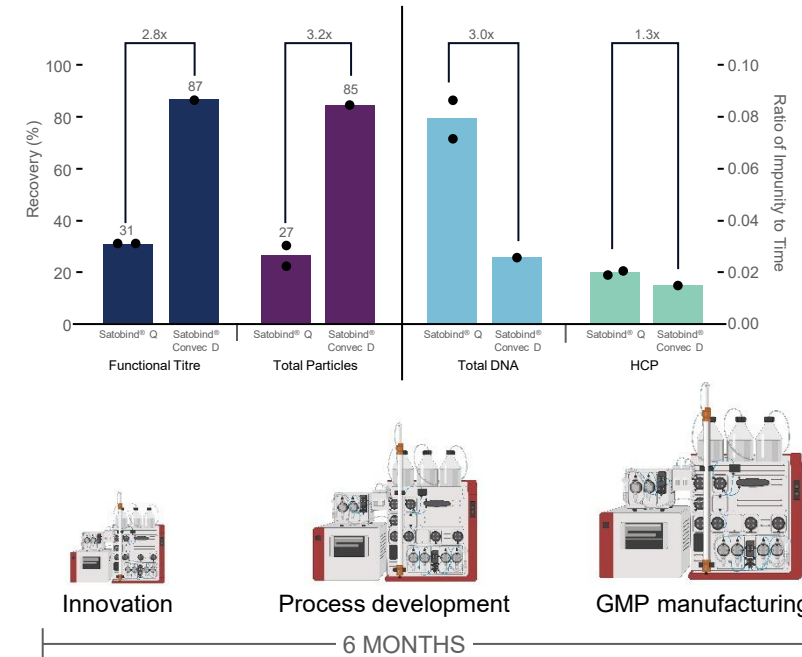 2.8x 3.2x 3.0x 1.3x
100 0.10
87 85
80 0.08
60 0.06
40 0.04
31 27
20 0.02
0 0.00
Recovery (%)
Ratio of Impunity to Time
Satobind® Q Satobind® Convec D Satobind® Q Satobind® Convec D Satobind® Q Satobind® Convec D Satobind® Q Satobind® Convec D
Functional Titre Total Particles Total DNA HCP
Innovation Process development GMP manufacturing
6 MONTHS